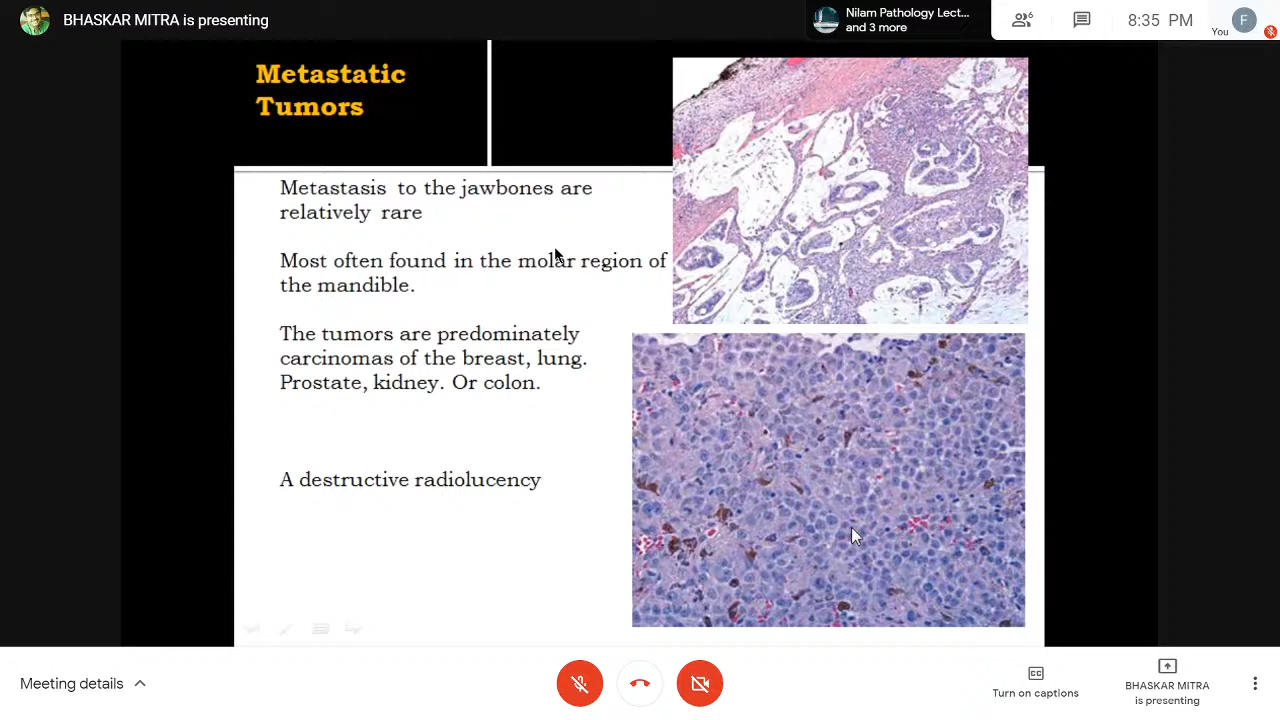 BHASKAR MITRA is presenting
Nilam Pathology Lect...
and 3 more
6
8:35 PM
You
F
Metastatic
Tumors
Metastasis to the jawbones are
relatively rare
Most often found in the molar region of
the mandible.
The tumors are predominately
carcinomas of the breast, lung.
Prostate, kidney. Or colon.
A destructive radiolucency
Meeting details
CC
Turn on captions
BHASKAR MITRA
is presenting